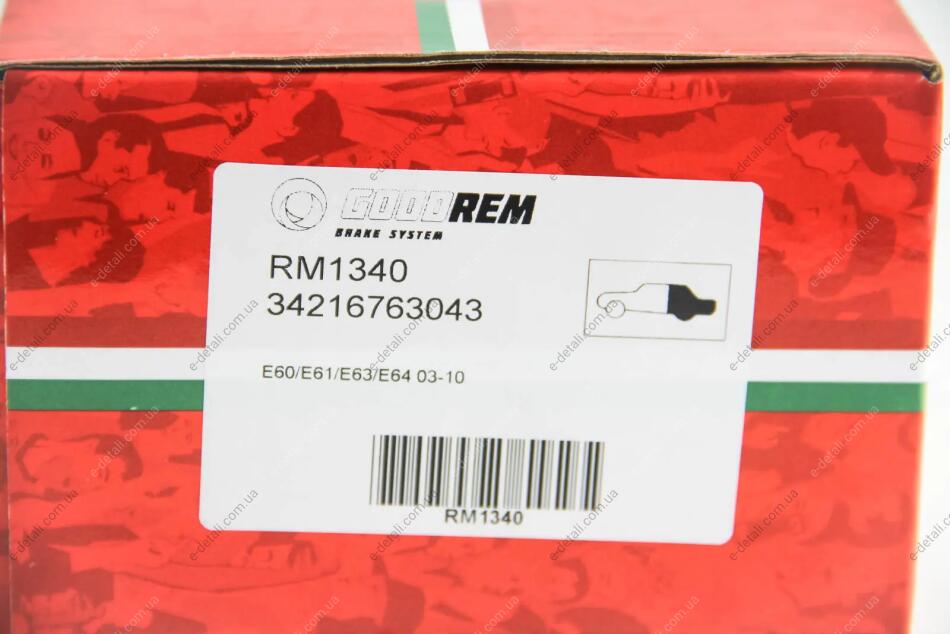 GOODREM
BRAKE SYSTEM
RM1340
34216763043
E60/E61/E63/E64 03-10
RM1340
e-detali.com.ua